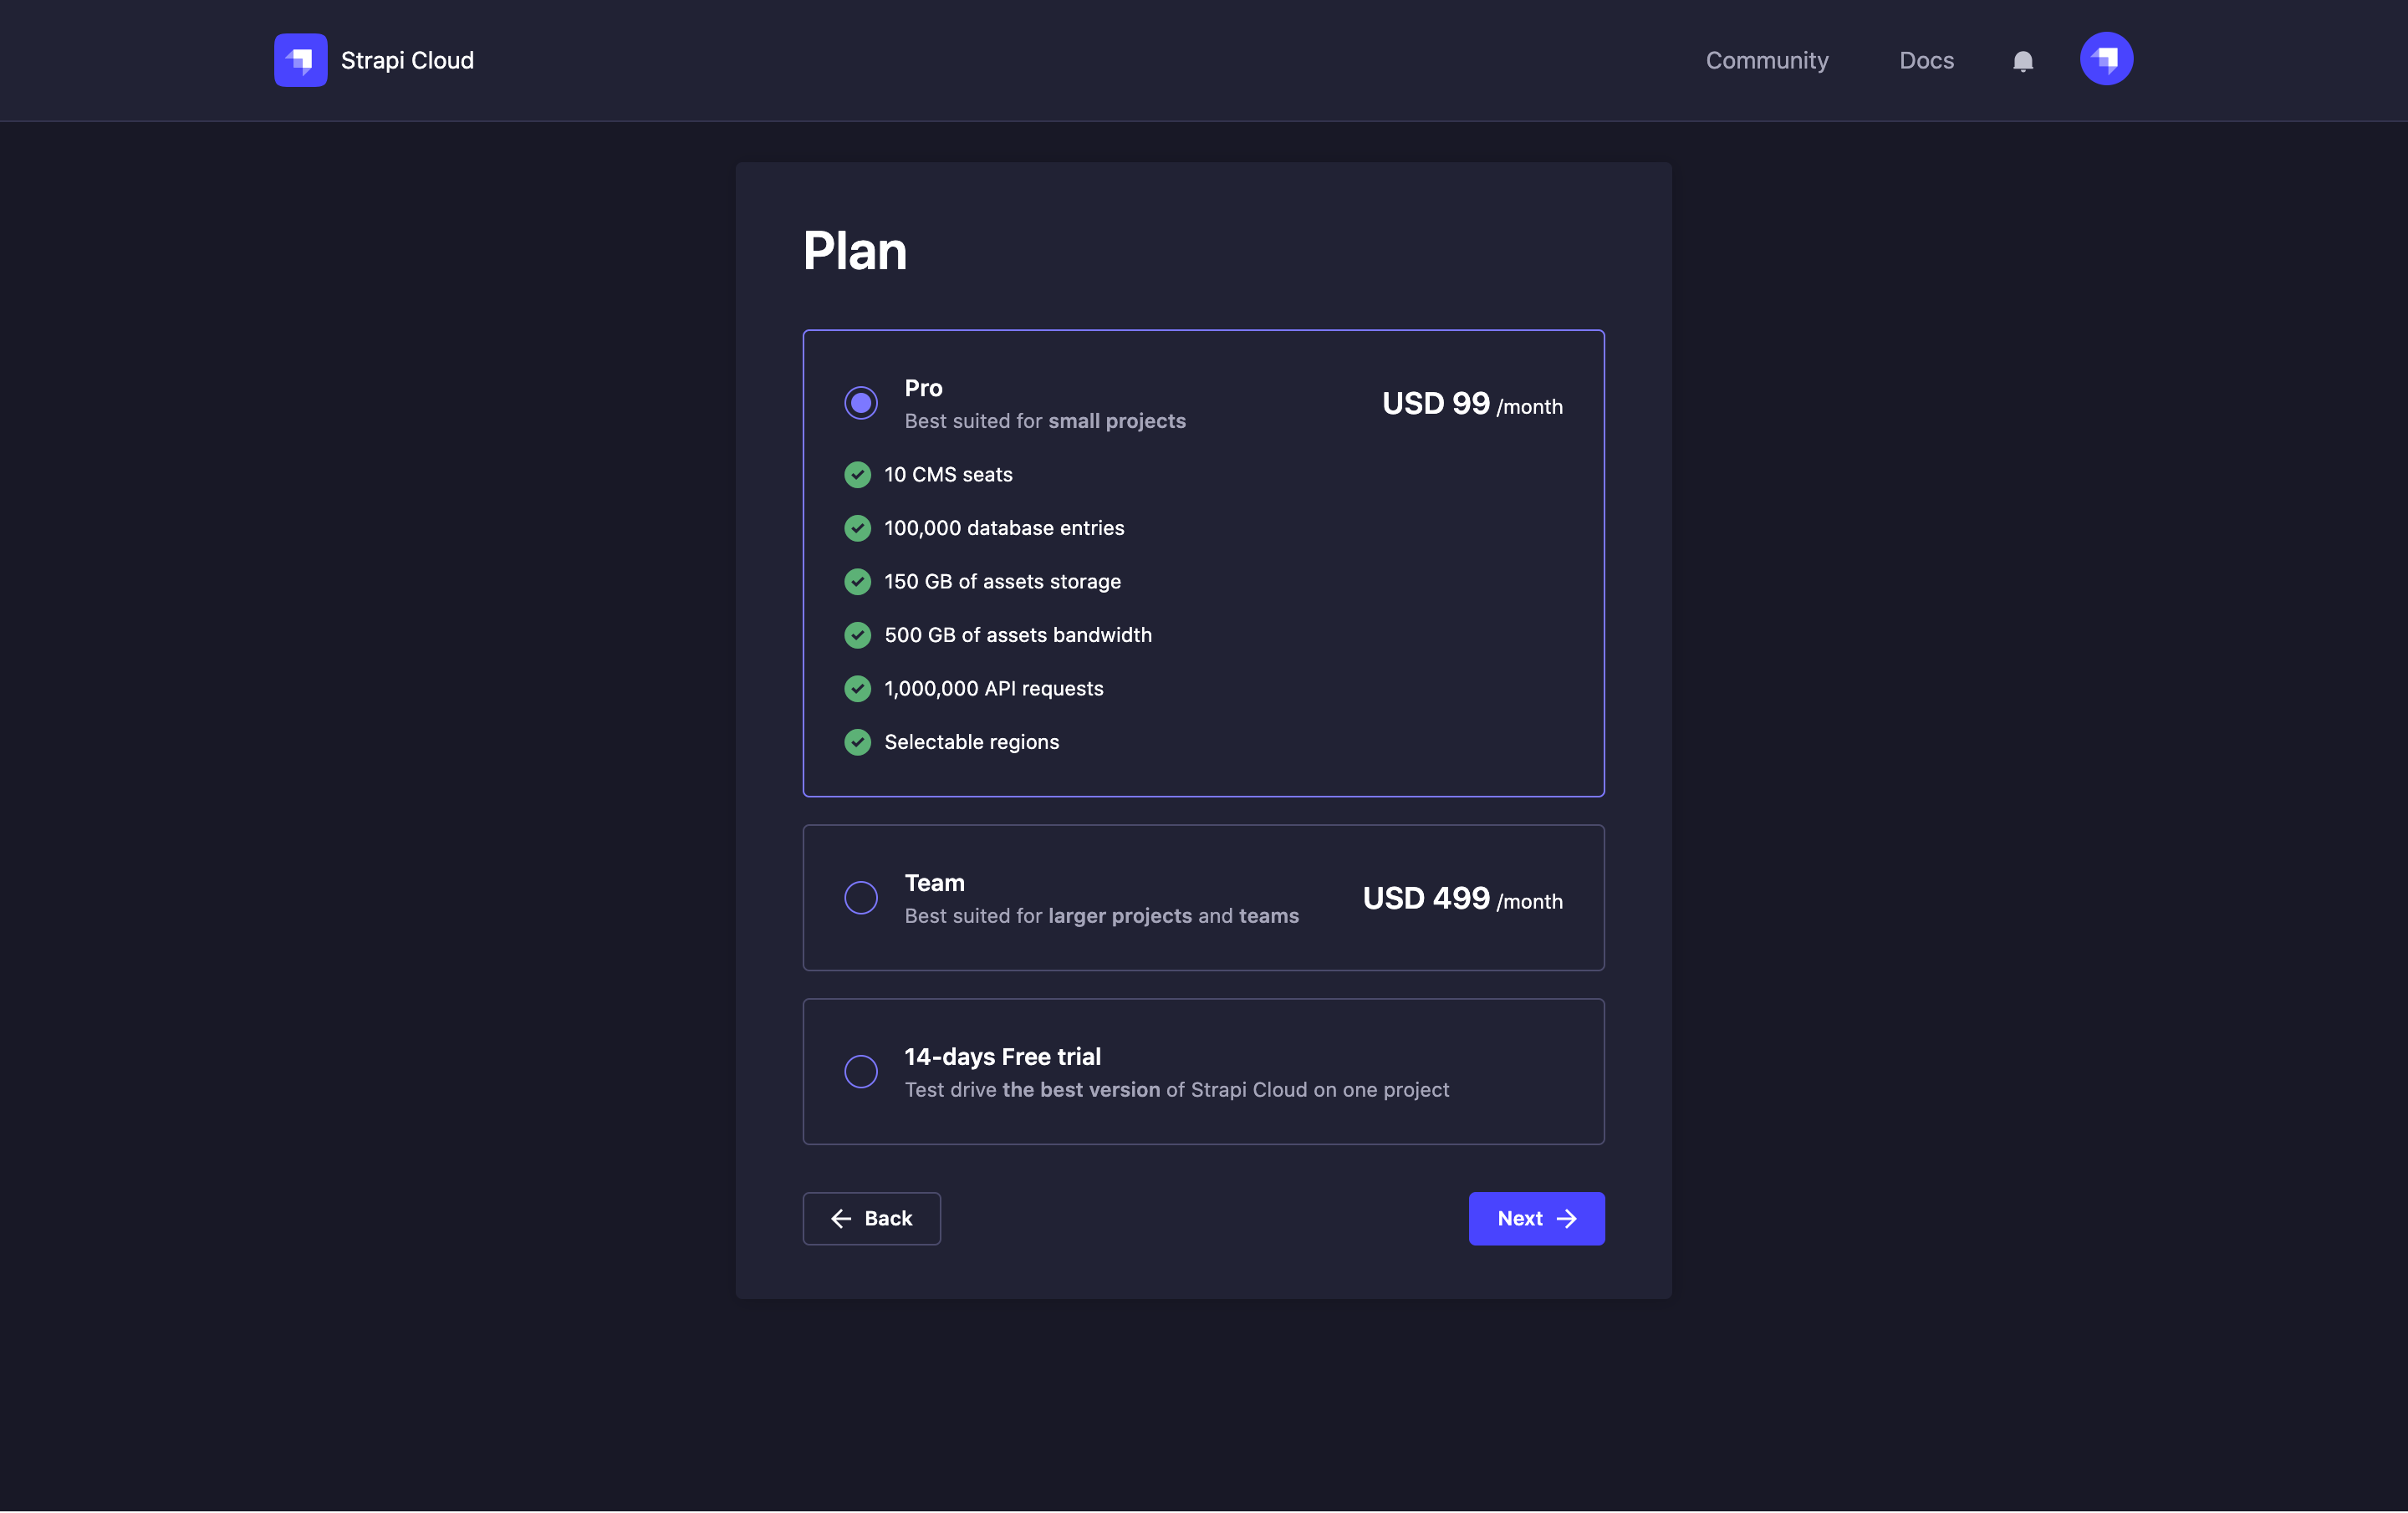 Strapi Cloud
Community
Docs
Plan
Pro
Best suited for small projects
USD 99 /month
10 CMS seats
100,000 database entries
150 GB of assets storage
500 GB of assets bandwidth
1,000,000 API requests
Selectable regions
Team
Best suited for larger projects and teams
USD 499 /month
14-days Free trial
Test drive the best version of Strapi Cloud on one project
Back
Next